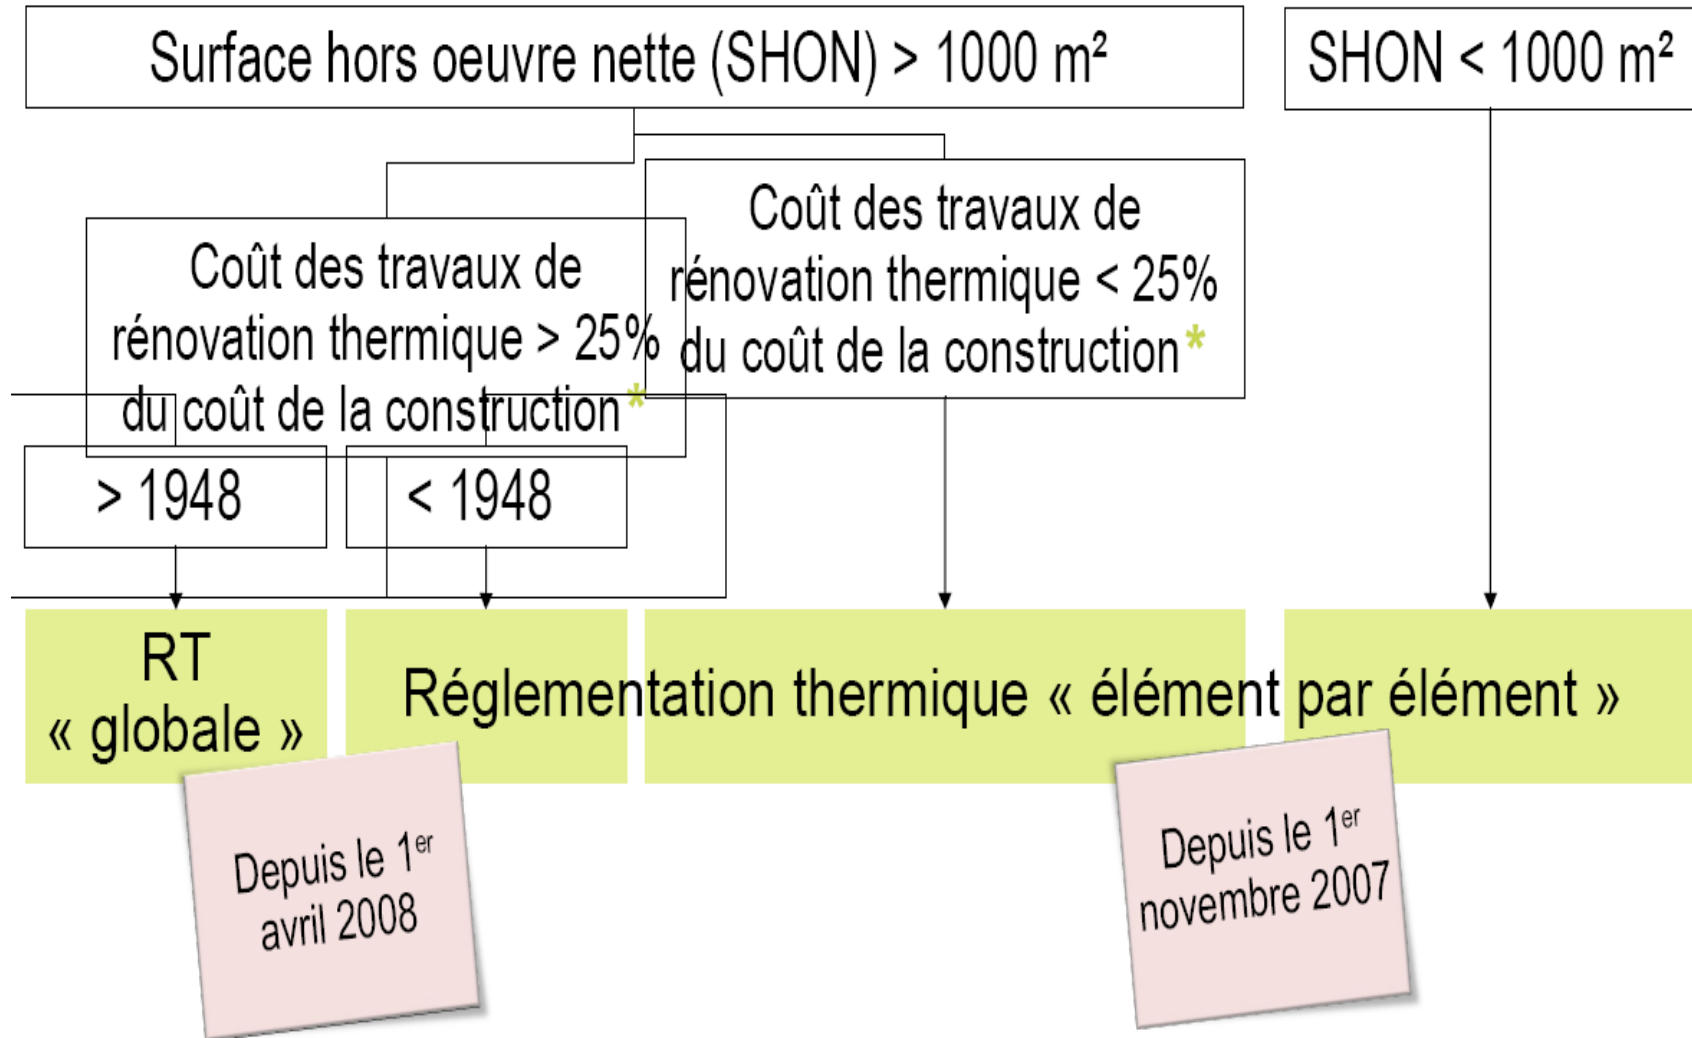 Surface hors oeuvre nette (SHON) > 1000 m²
SHON < 1000 m²
Coût des travaux de
rénovation thermique > 25%
du coût de la construction*
Coût des travaux de
rénovation thermique < 25%
du coût de la construction*
> 1948
< 1948
RT
« globale »
Réglementation thermique « élément par élément »
Depuis le 1er
avril 2008
Depuis le 1er
novembre 2007